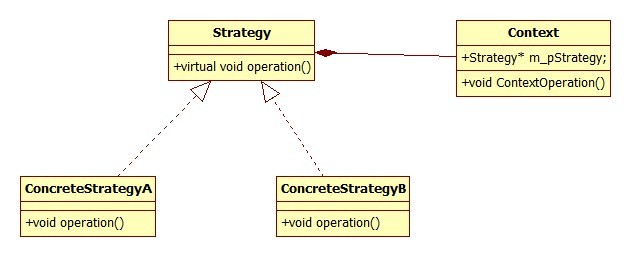 Strategy
+virtual void operation()
Context
+Strategy* m_pStrategy;
+void ContextOperation()
ConcreteStrategyA
+void operation()
ConcreteStrategyB
+void operation()